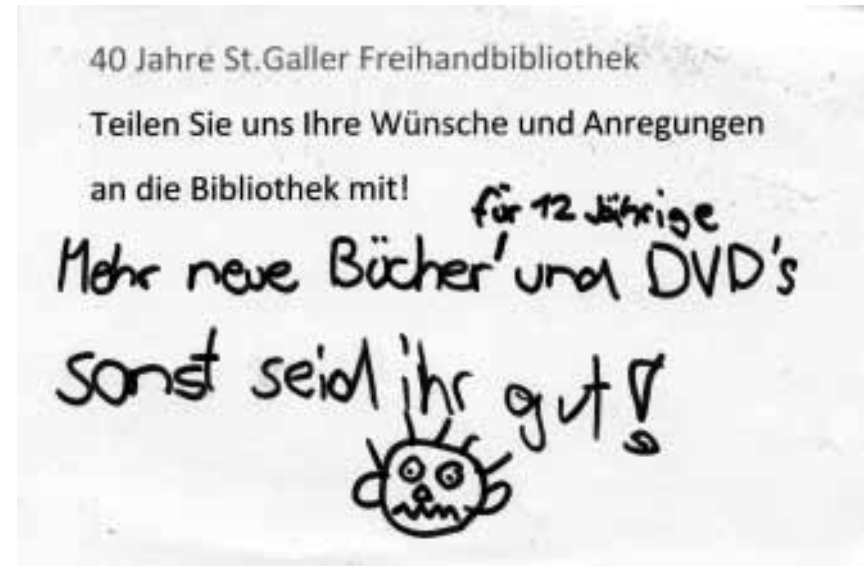 40 Jahre St.Galler Freihandbibliothek
Teilen Sie uns Ihre Wünsche und Anregungen
an die Bibliothek mit!
für 12 Jährige
Mehr neue Bücher' und DVD's
sonst seid ihr gut!